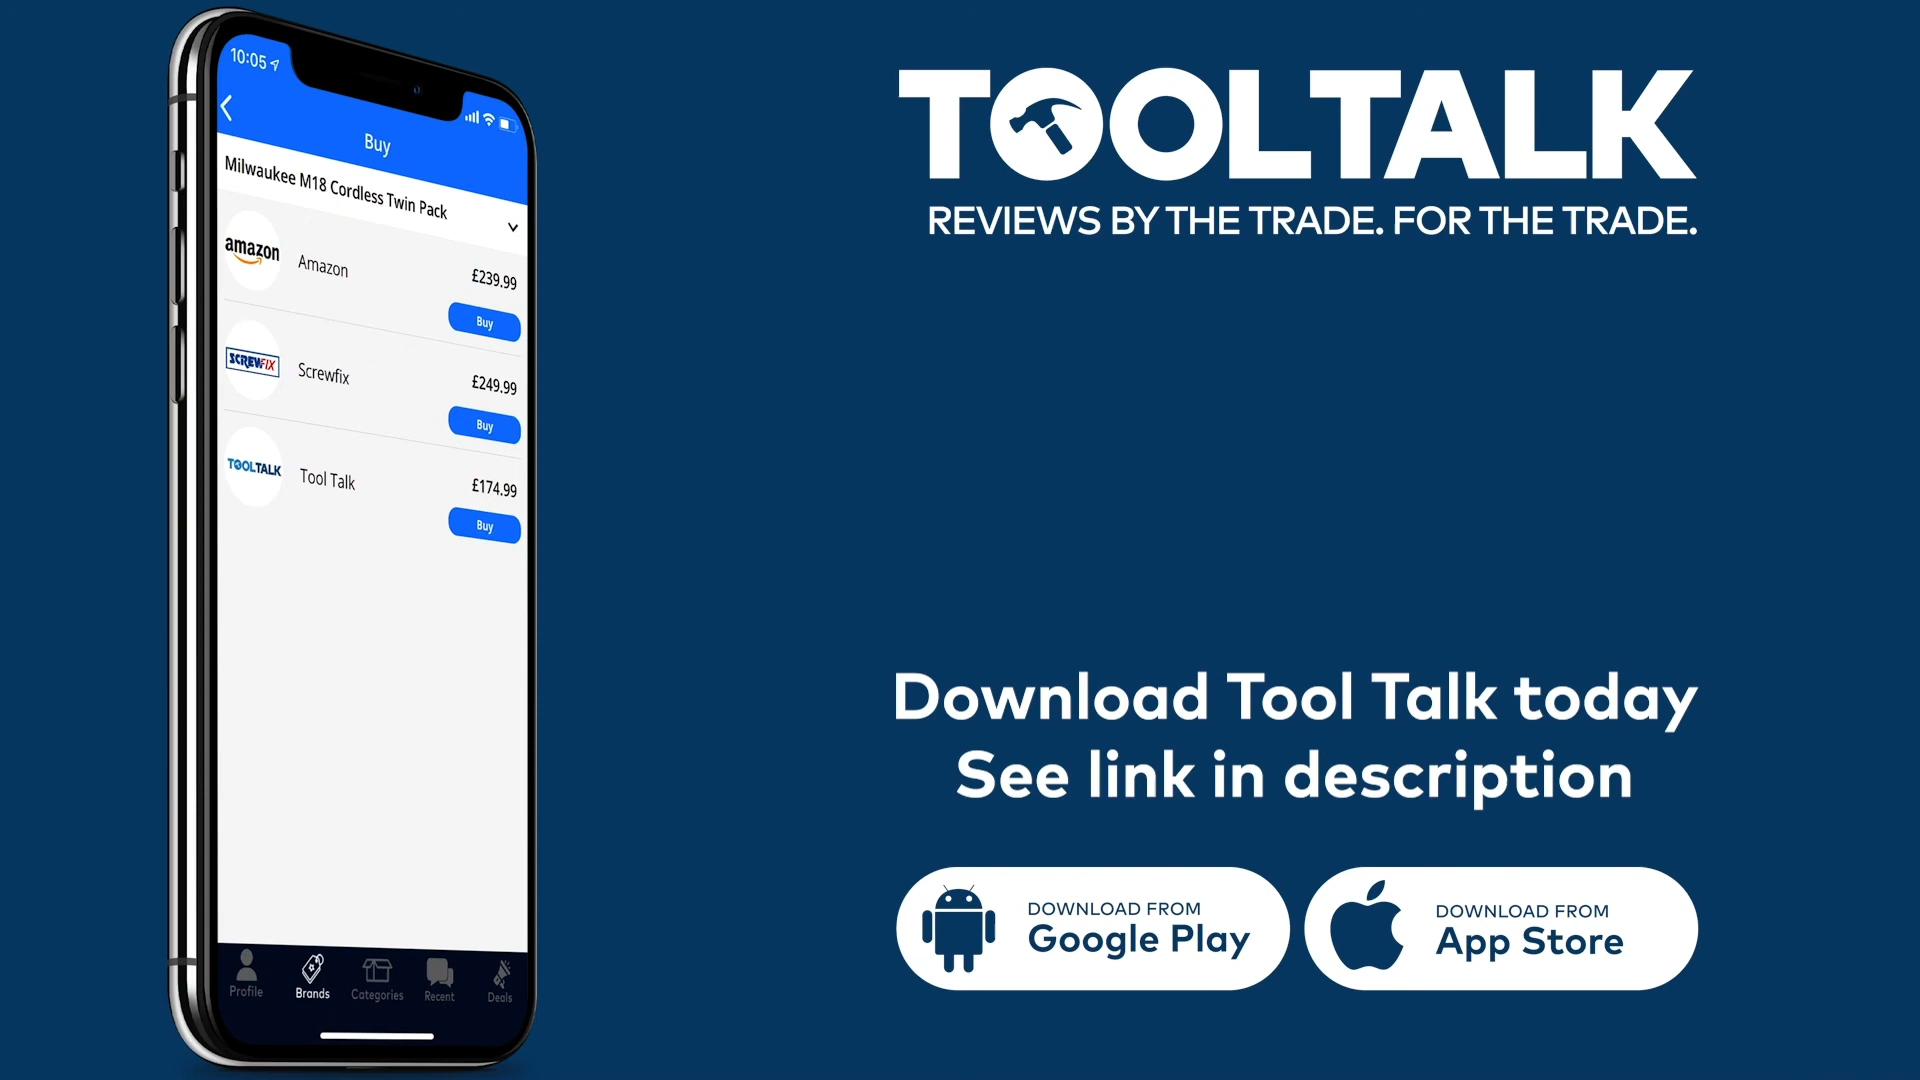 10:05
Buy
Milwaukee M18 Cordless Twin Pack
amazon
Amazon
£239.99
Buy
SCREWFIX
Screwfix
£249.99
Buy
TOOLTALK
Tool Talk
£174.99
Buy
Profile
Brands
Categories
Recent
Deals
TOOLTALK
REVIEWS BY THE TRADE. FOR THE TRADE.
Download Tool Talk today
See link in description
DOWNLOAD FROM
Google Play
DOWNLOAD FROM
App Store